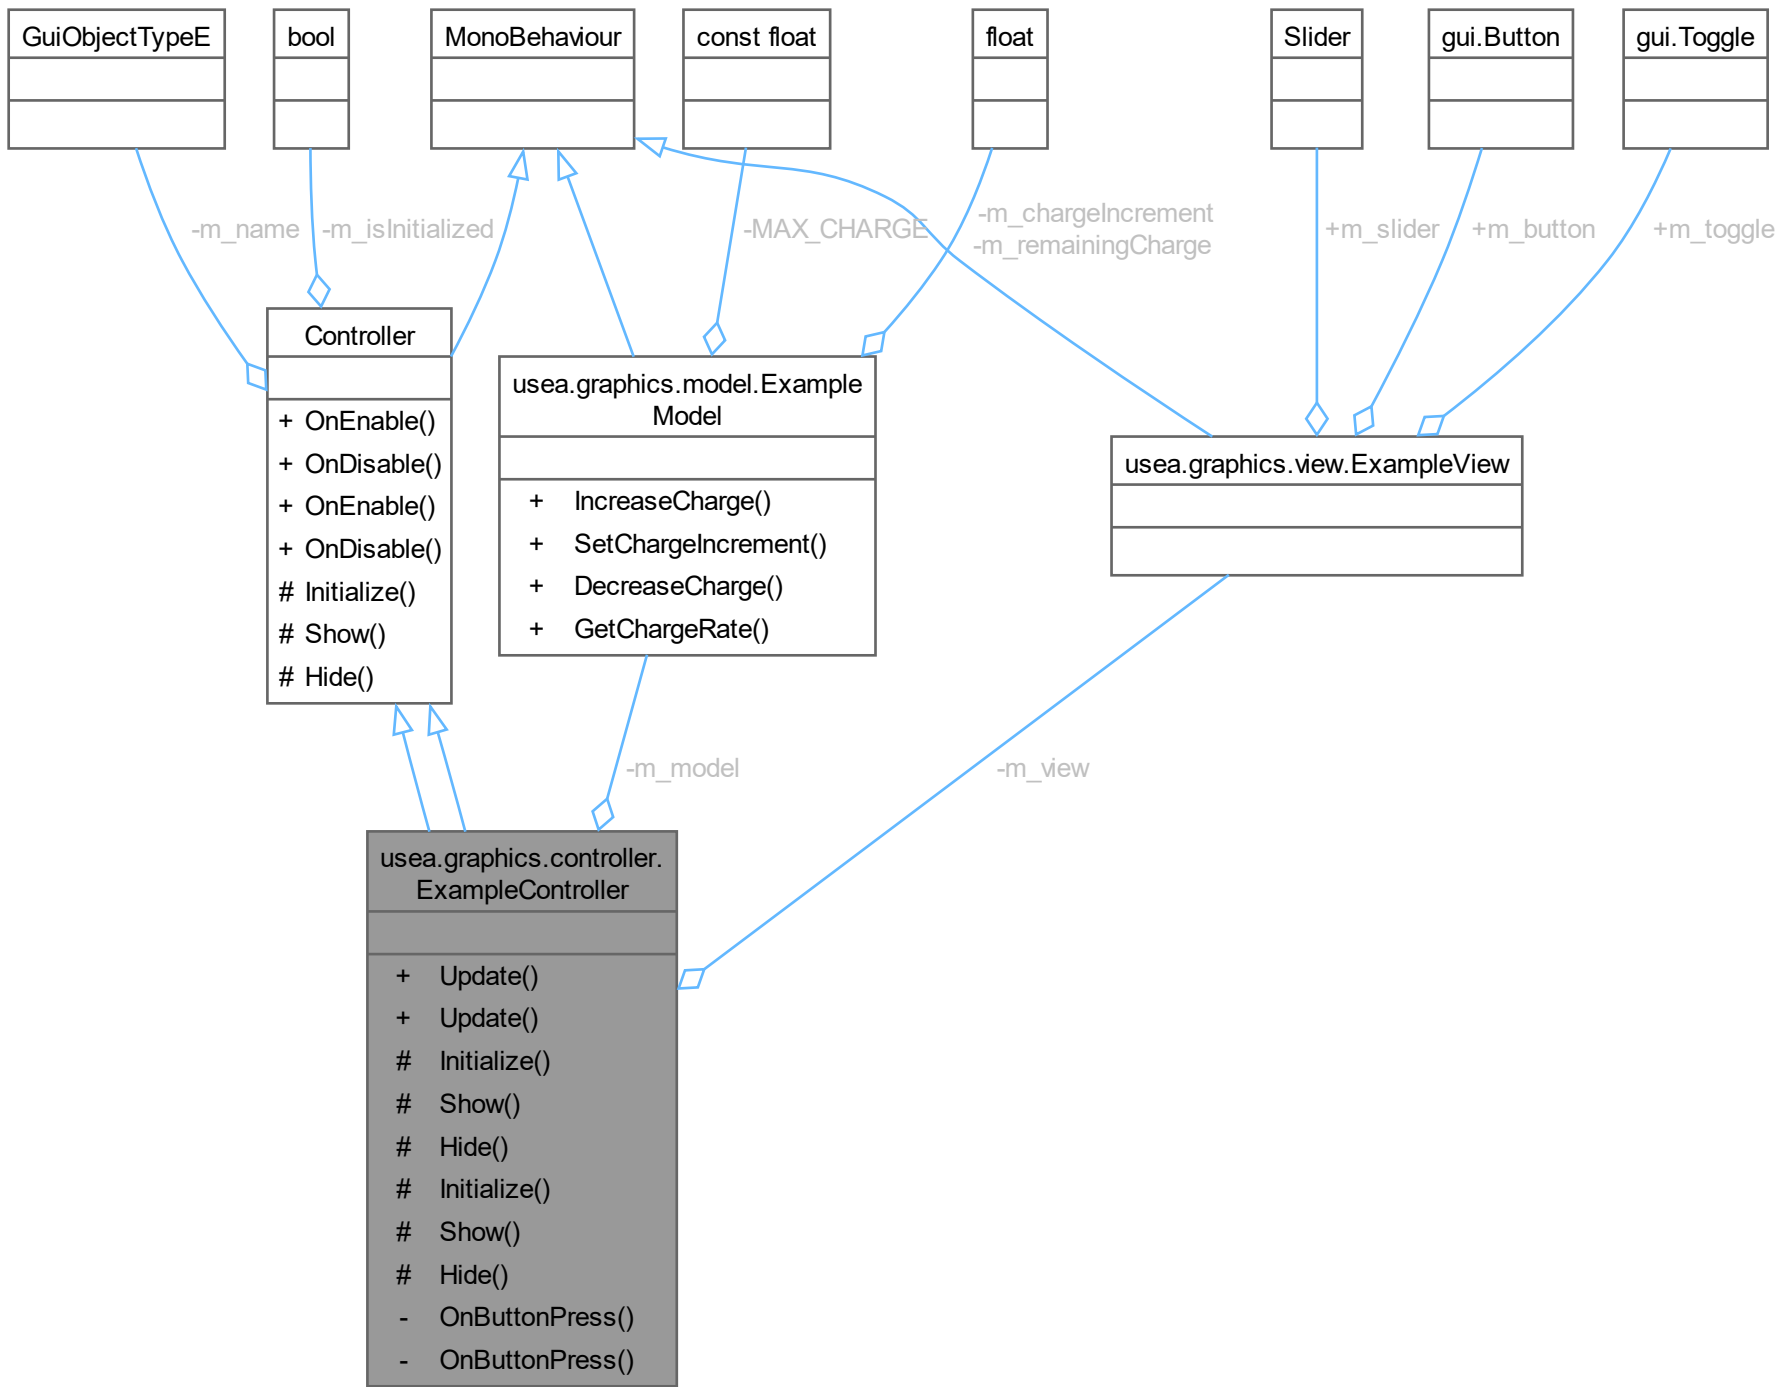 GuiObjectTypeE
bool
MonoBehaviour
const float
float
Slider
gui.Button
gui.Toggle
-m_name
-m_isInitialized
-MAX_CHARGE
-m_chargeIncrement
-m_remainingCharge
+m_slider
+m_button
+m_toggle
Controller
+ OnEnable()
+ OnDisable()
+ OnEnable()
+ OnDisable()
# Initialize()
# Show()
# Hide()
usea.graphics.model.Example
Model
+ IncreaseCharge()
+ SetChargeIncrement()
+ DecreaseCharge()
+ GetChargeRate()
usea.graphics.view.ExampleView
-m_model
-m_view
usea.graphics.controller.
ExampleController
+ Update()
+ Update()
# Initialize()
# Show()
# Hide()
# Initialize()
# Show()
# Hide()
- OnButtonPress()
- OnButtonPress()